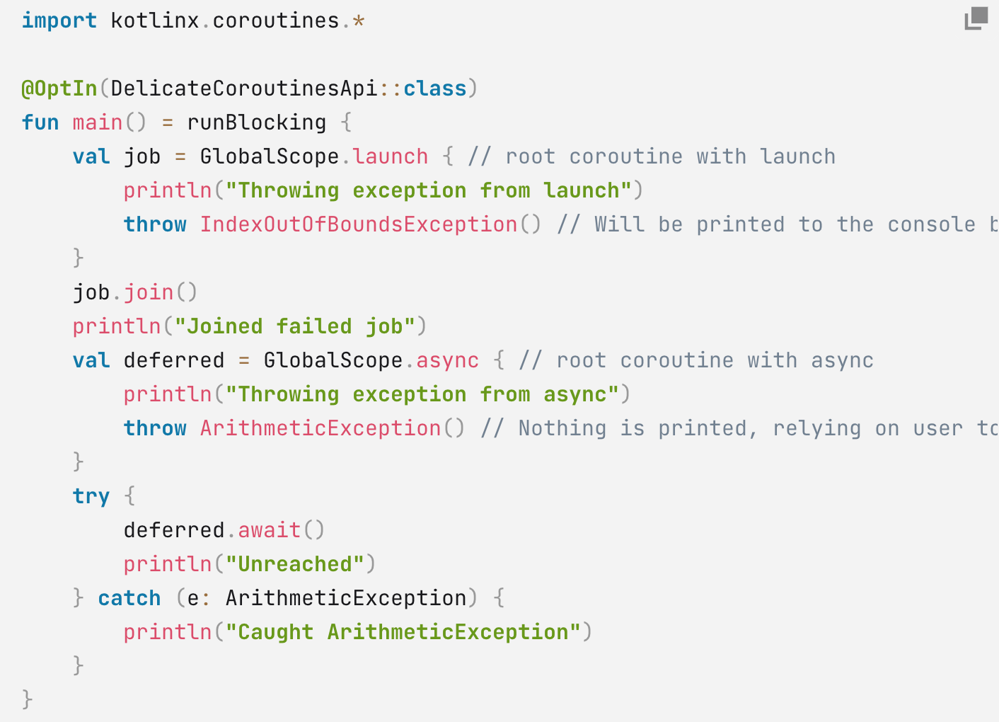 import kotlinx.coroutines.*
@OptIn(DelicateCoroutinesApi::class)
fun main() = runBlocking {
    val job = GlobalScope.launch { // root coroutine with launch
        println("Throwing exception from launch")
        throw IndexOutOfBoundsException() // Will be printed to the console
    }
    job.join()
    println("Joined failed job")
    val deferred = GlobalScope.async { // root coroutine with async
        println("Throwing exception from async")
        throw ArithmeticException() // Nothing is printed, relying on user
    }
    try {
        deferred.await()
        println("Unreached")
    } catch (e: ArithmeticException) {
        println("Caught ArithmeticException")
    }
}